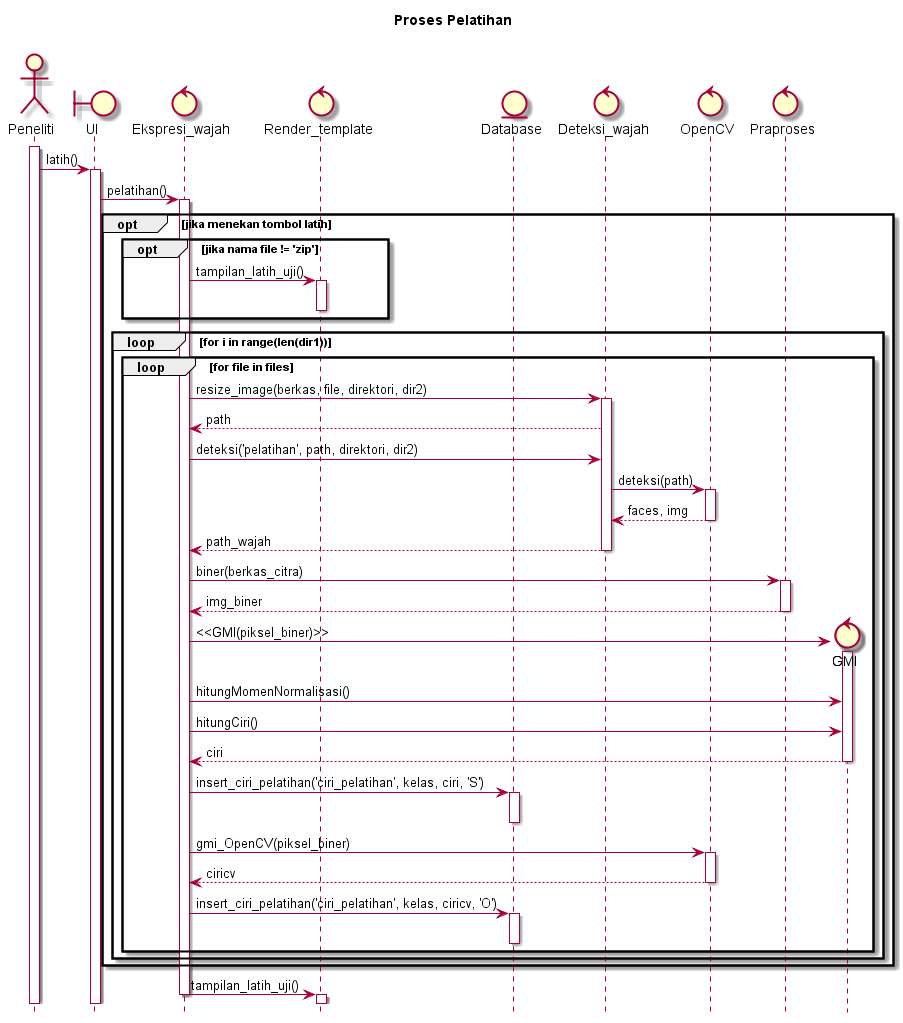 Proses Pelatihan
Peneliti
UI
Ekspresi_wajah
Render_template
Database
Deteksi_wajah
OpenCV
Praproses
latih()
pelatihan()
opt [jika menekan tombol latih]
opt [jika nama file != 'zip']
tampilan_latih_uji()
loop [for i in range(len(dir1))]
loop [for file in files]
resize_image(berkas, file, direktori, dir2)
path
deteksi('pelatihan', path, direktori, dir2)
deteksi(path)
faces, img
path_wajah
biner(berkas_citra)
img_biner
<<GMI(piksel_biner)>>
GMI
hitungMomenNormalisasi()
hitungCiri()
ciri
insert_ciri_pelatihan('ciri_pelatihan', kelas, ciri, 'S')
gmi_OpenCV(piksel_biner)
ciricv
insert_ciri_pelatihan('ciri_pelatihan', kelas, ciricv, 'O')
tampilan_latih_uji()